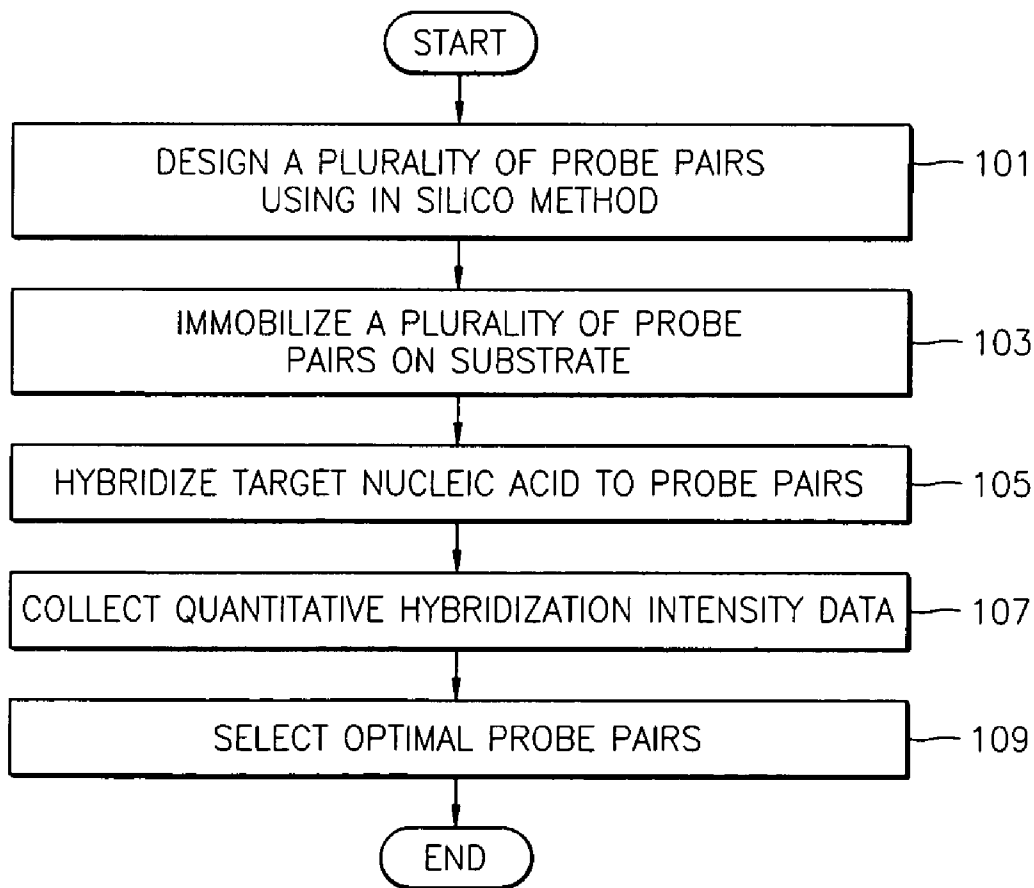 START
DESIGN A PLURALITY OF PROBE PAIRS
USING IN SILICO METHOD
101
IMMOBILIZE A PLURALITY OF PROBE
PAIRS ON SUBSTRATE
103
HYBRIDIZE TARGET NUCLEIC ACID TO PROBE PAIRS
105
COLLECT QUANTITATIVE HYBRIDIZATION INTENSITY DATA
107
SELECT OPTIMAL PROBE PAIRS
109
END